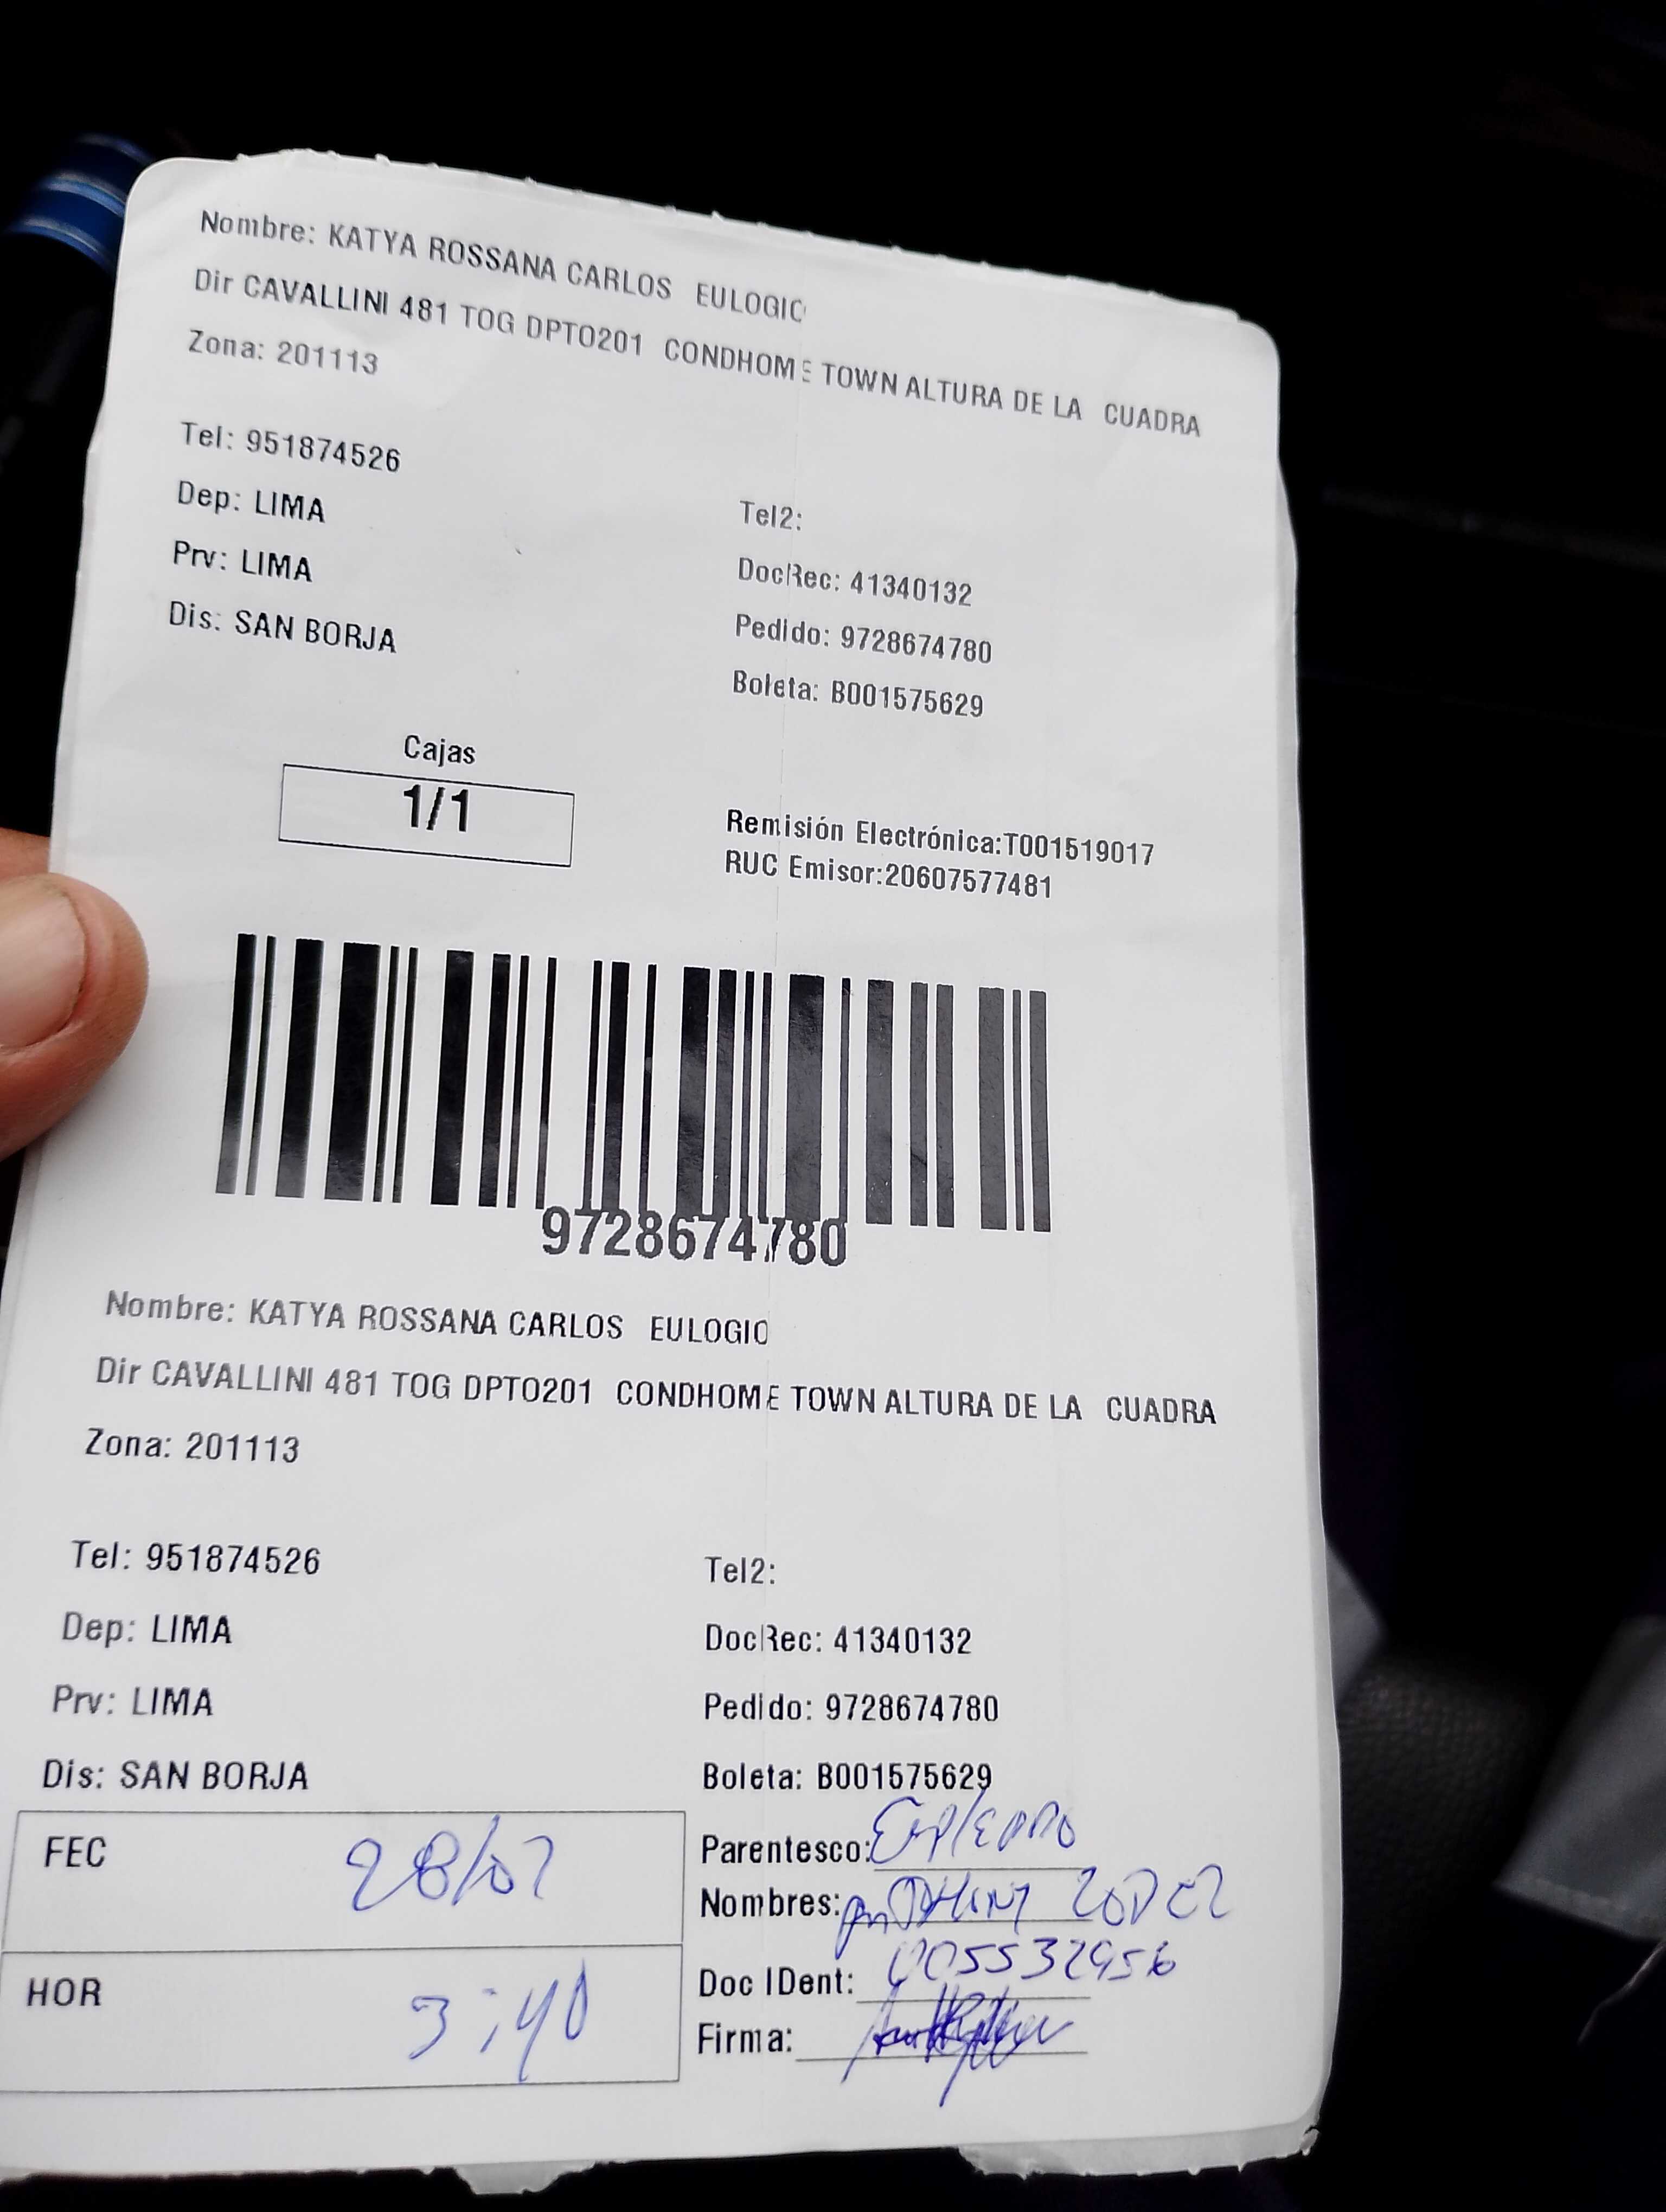 Nombre: KATYA ROSSANA CARLOS EULOGIO
Dir CAVALLINI 481 TOG DPTO201 CONDHOME TOWN ALTURA DE LA CUADRA
Zona: 201113
Tel: 951874526
Tel2:
Dep: LIMA
DocRec: 41340132
Prv: LIMA
Pedido: 9728674780
Dis: SAN BORJA
Boleta: B001575629
Cajas
1/1
Remisión Electrónica:T001519017
RUC Emisor:20607577481
9728674780
Nombre: KATYA ROSSANA CARLOS EULOGIO
Dir CAVALLINI 481 TOG DPTO201 CONDHOME TOWN ALTURA DE LA CUADRA
Zona: 201113
Tel: 951874526
Tel2:
Dep: LIMA
DocRec: 41340132
Prv: LIMA
Pedido: 9728674780
Dis: SAN BORJA
Boleta: B001575629
FEC 28/07
Parentesco:
Nombres:
HOR 3:40
Doc IDent: 005532956
Firma: